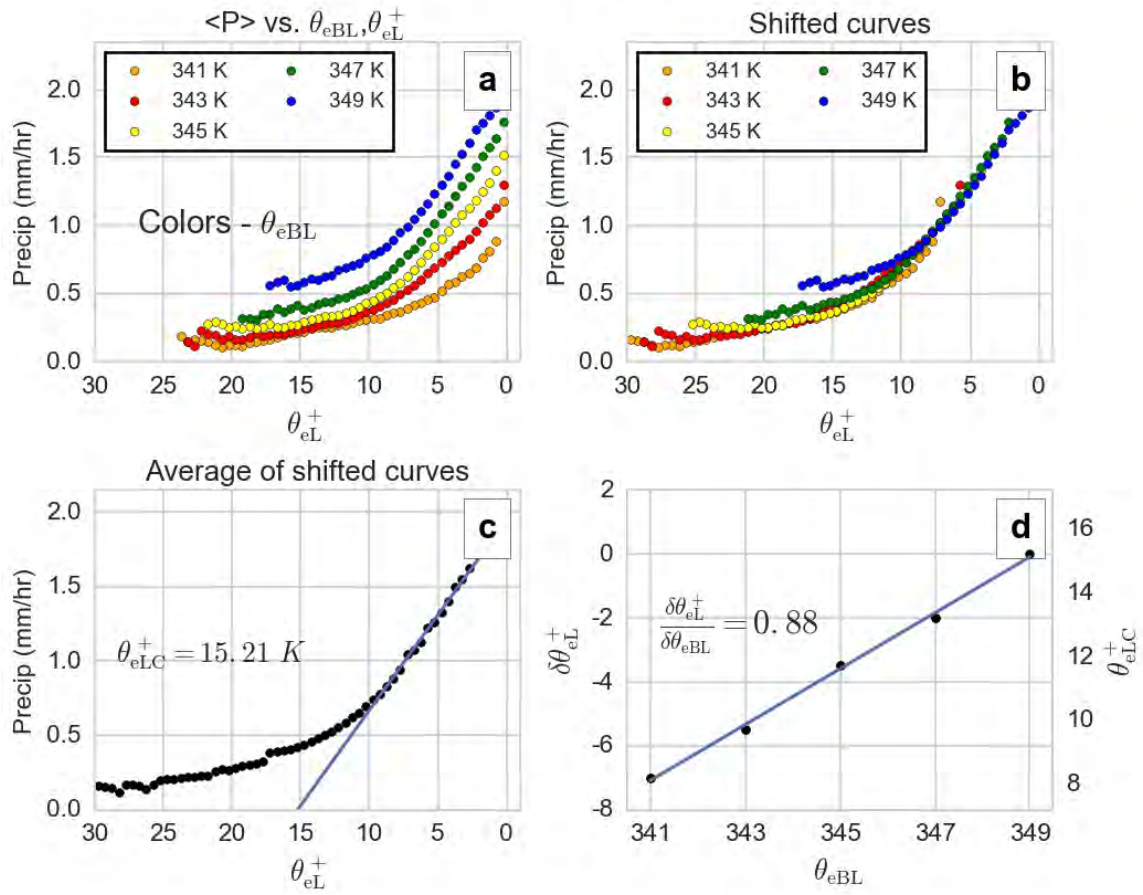 <P> vs. θeBL,θ⁺eL
a
341 K
347 K
343 K
349 K
345 K
Colors - θeBL
Precip (mm/hr)
2.0
1.5
1.0
0.5
0.0
30 25 20 15 10 5 0
θ⁺eL
Shifted curves
b
341 K
347 K
343 K
349 K
345 K
Precip (mm/hr)
2.0
1.5
1.0
0.5
0.0
30 25 20 15 10 5 0
θ⁺eL
Average of shifted curves
c
θ⁺eLC = 15.21 K
Precip (mm/hr)
2.0
1.5
1.0
0.5
0.0
30 25 20 15 10 5 0
θ⁺eL
d
δθ⁺eL
δθeBL
= 0.88
δθ⁺eL
2
0
-2
-4
-6
-8
16
14
12
10
8
θ⁺eLC
341 343 345 347 349
θeBL